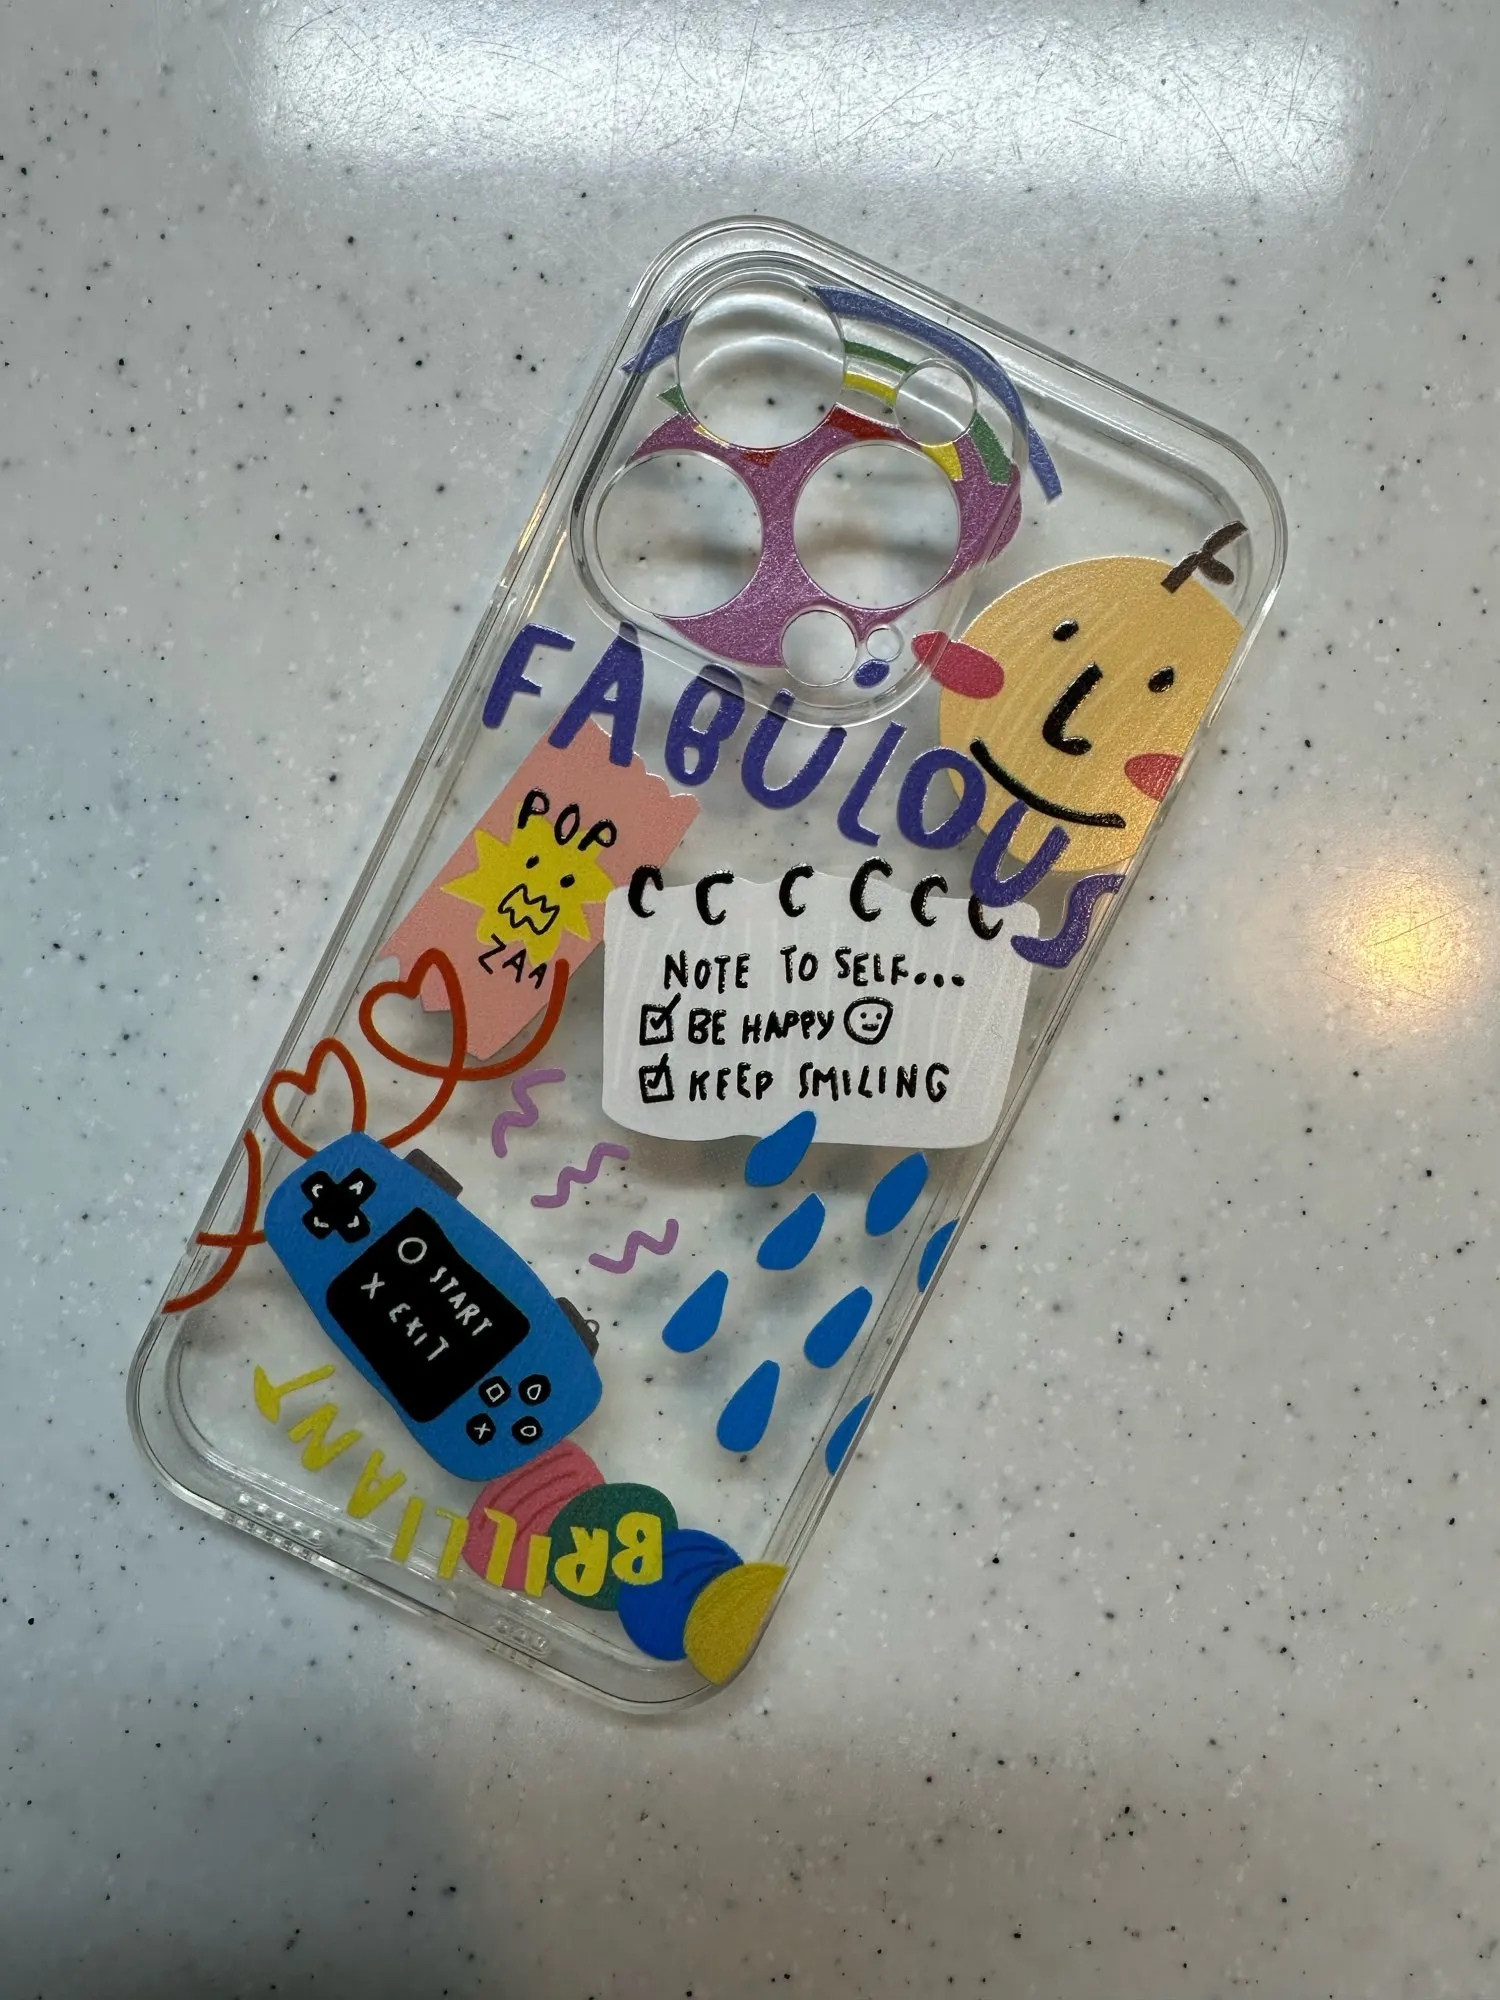 FABULOUS
POP
ZAA
NOTE TO SELF...
BE HAPPY
KEEP SMILING
O START
X EXIT
BRILLIANT